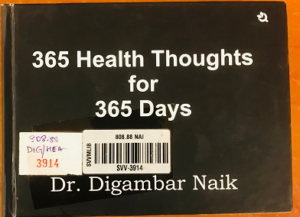 365 Health Thoughts
for
365 Days
808.88
DIG/HEA
3914
808.88 NAI
SVVMLIB
SVV-3914
Dr. Digambar Naik